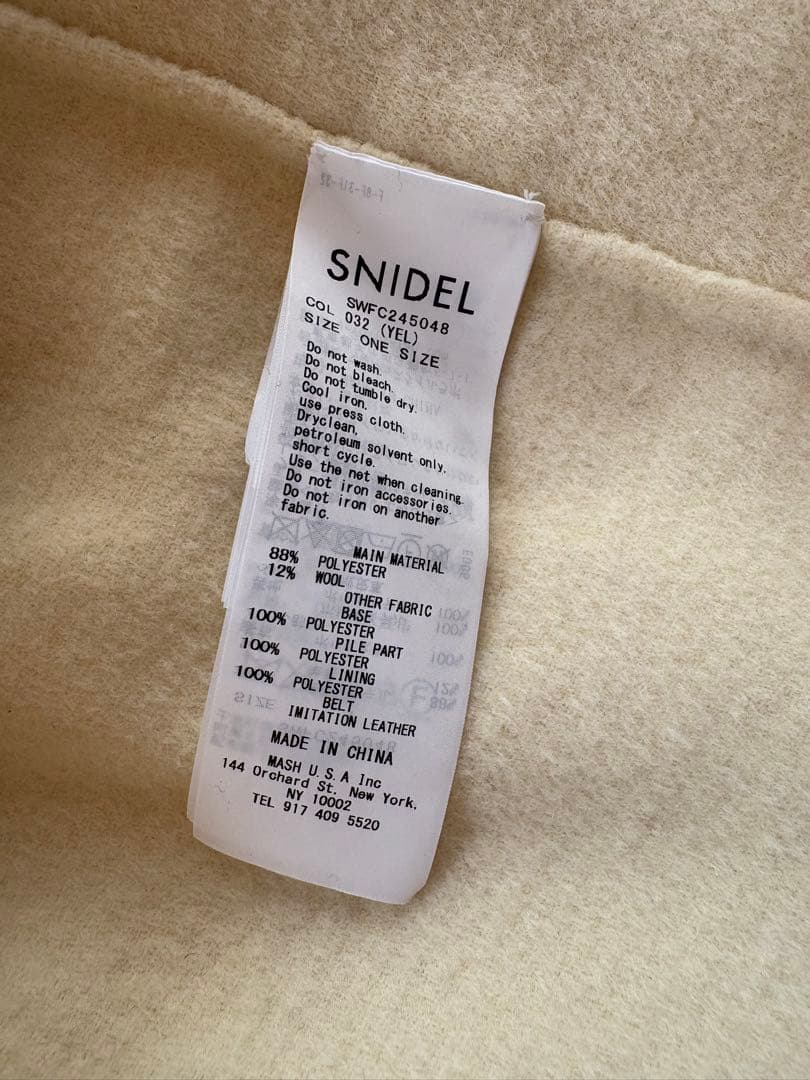 SNIDEL
SWFC245048
COL 032 (YEL)
SIZE ONE SIZE
Do not wash.
Do not bleach.
Do not tumble dry.
Cool iron.
use press cloth.
Dryclean,
petroleum solvent only,
short cycle.
Use the net when cleaning.
Do not iron accessories.
Do not iron on another
fabric.
MAIN MATERIAL
88% POLYESTER
12% WOOL
OTHER FABRIC
BASE
100% POLYESTER
PILE PART
100% POLYESTER
LINING
100% POLYESTER
BELT
IMITATION LEATHER
MADE IN CHINA
MASH U.S.A Inc
144 Orchard St. New York,
NY 10002
TEL 917 409 5520